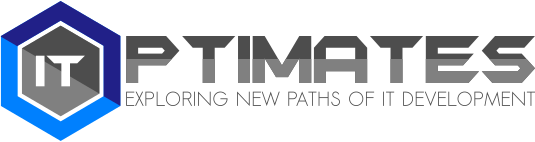 IT
PTIMATES
EXPLORING NEW PATHS OF IT DEVELOPMENT